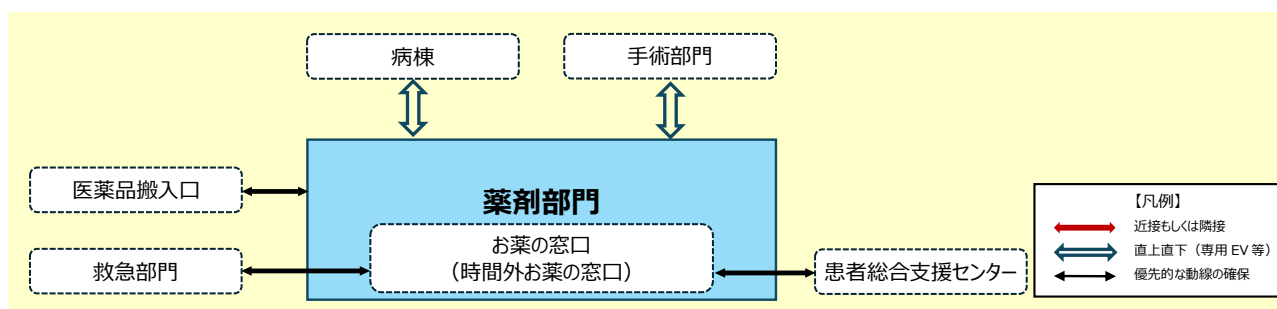 病棟
手術部門
医薬品搬入口
薬剤部門
お薬の窓口
(時間外お薬の窓口)
救急部門
患者総合支援センター
【凡例】
近接もしくは隣接
直上直下（専用 EV 等）
優先的な動線の確保